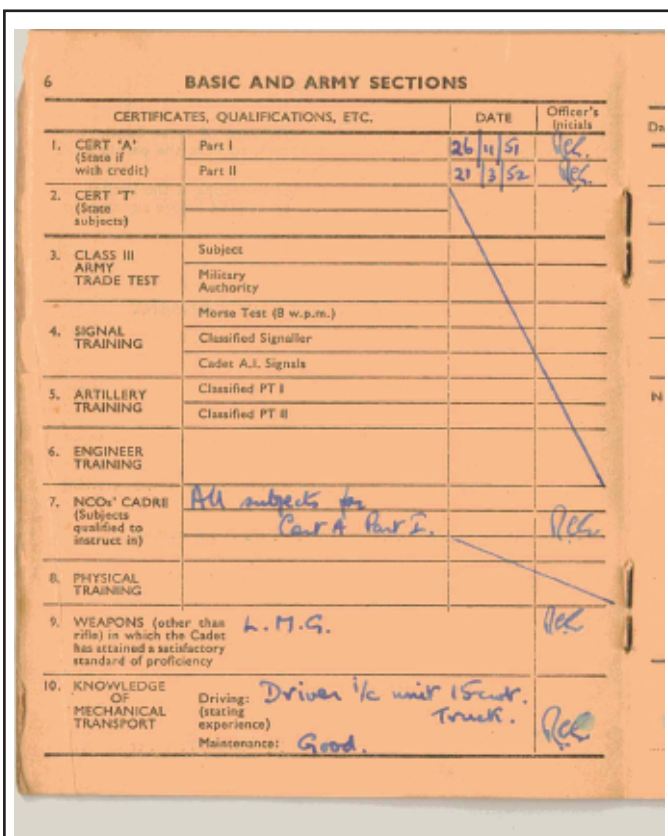 6
BASIC AND ARMY SECTIONS
CERTIFICATES, QUALIFICATIONS, ETC.
DATE
Officer's
Initials
1. CERT 'A'
(State if
with credit)
Part I
26/11/51
Part II
21/3/52
2. CERT 'T'
(State
subjects)
3. CLASS III
ARMY
TRADE TEST
Subject
Military
Authority
4. SIGNAL
TRAINING
Morse Test (8 w.p.m.)
Classified Signaller
Cadet A.I. Signals
5. ARTILLERY
TRAINING
Classified PT I
Classified PT II
6. ENGINEER
TRAINING
7. NCOs' CADRE
(Subjects
qualified to
instruct in)
All subjects for
Cert A Part I.
8. PHYSICAL
TRAINING
9. WEAPONS (other than
rifle) in which the Cadet
has attained a satisfactory
standard of proficiency
L.M.G.
10. KNOWLEDGE
OF
MECHANICAL
TRANSPORT
Driving:
(stating
experience)
Driver i/c unit 15cwt.
Truck.
Maintenance: Good.